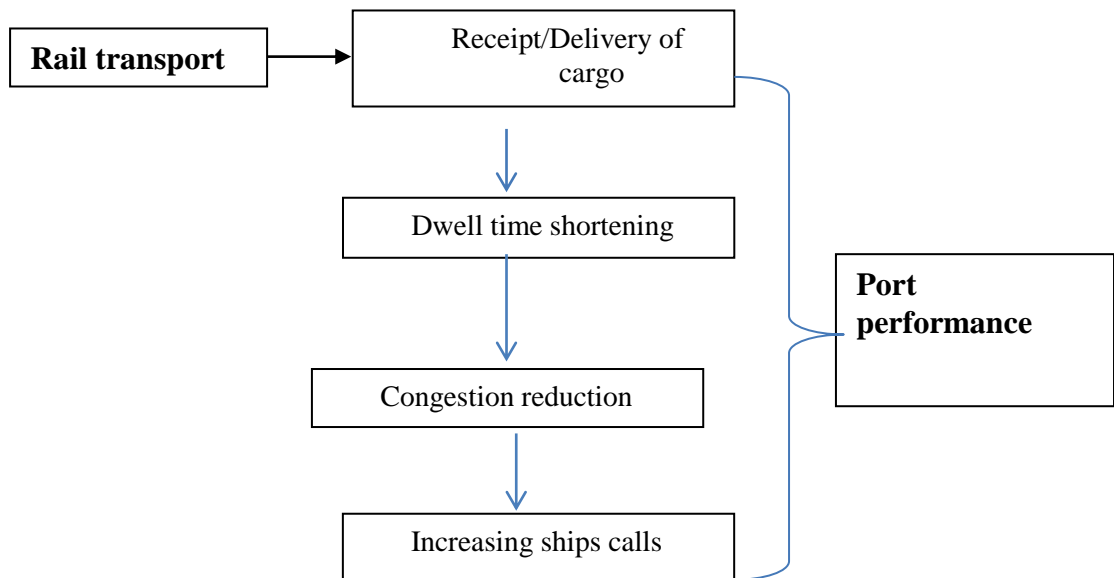 Rail transport
Receipt/Delivery of
cargo
Dwell time shortening
Congestion reduction
Increasing ships calls
Port
performance